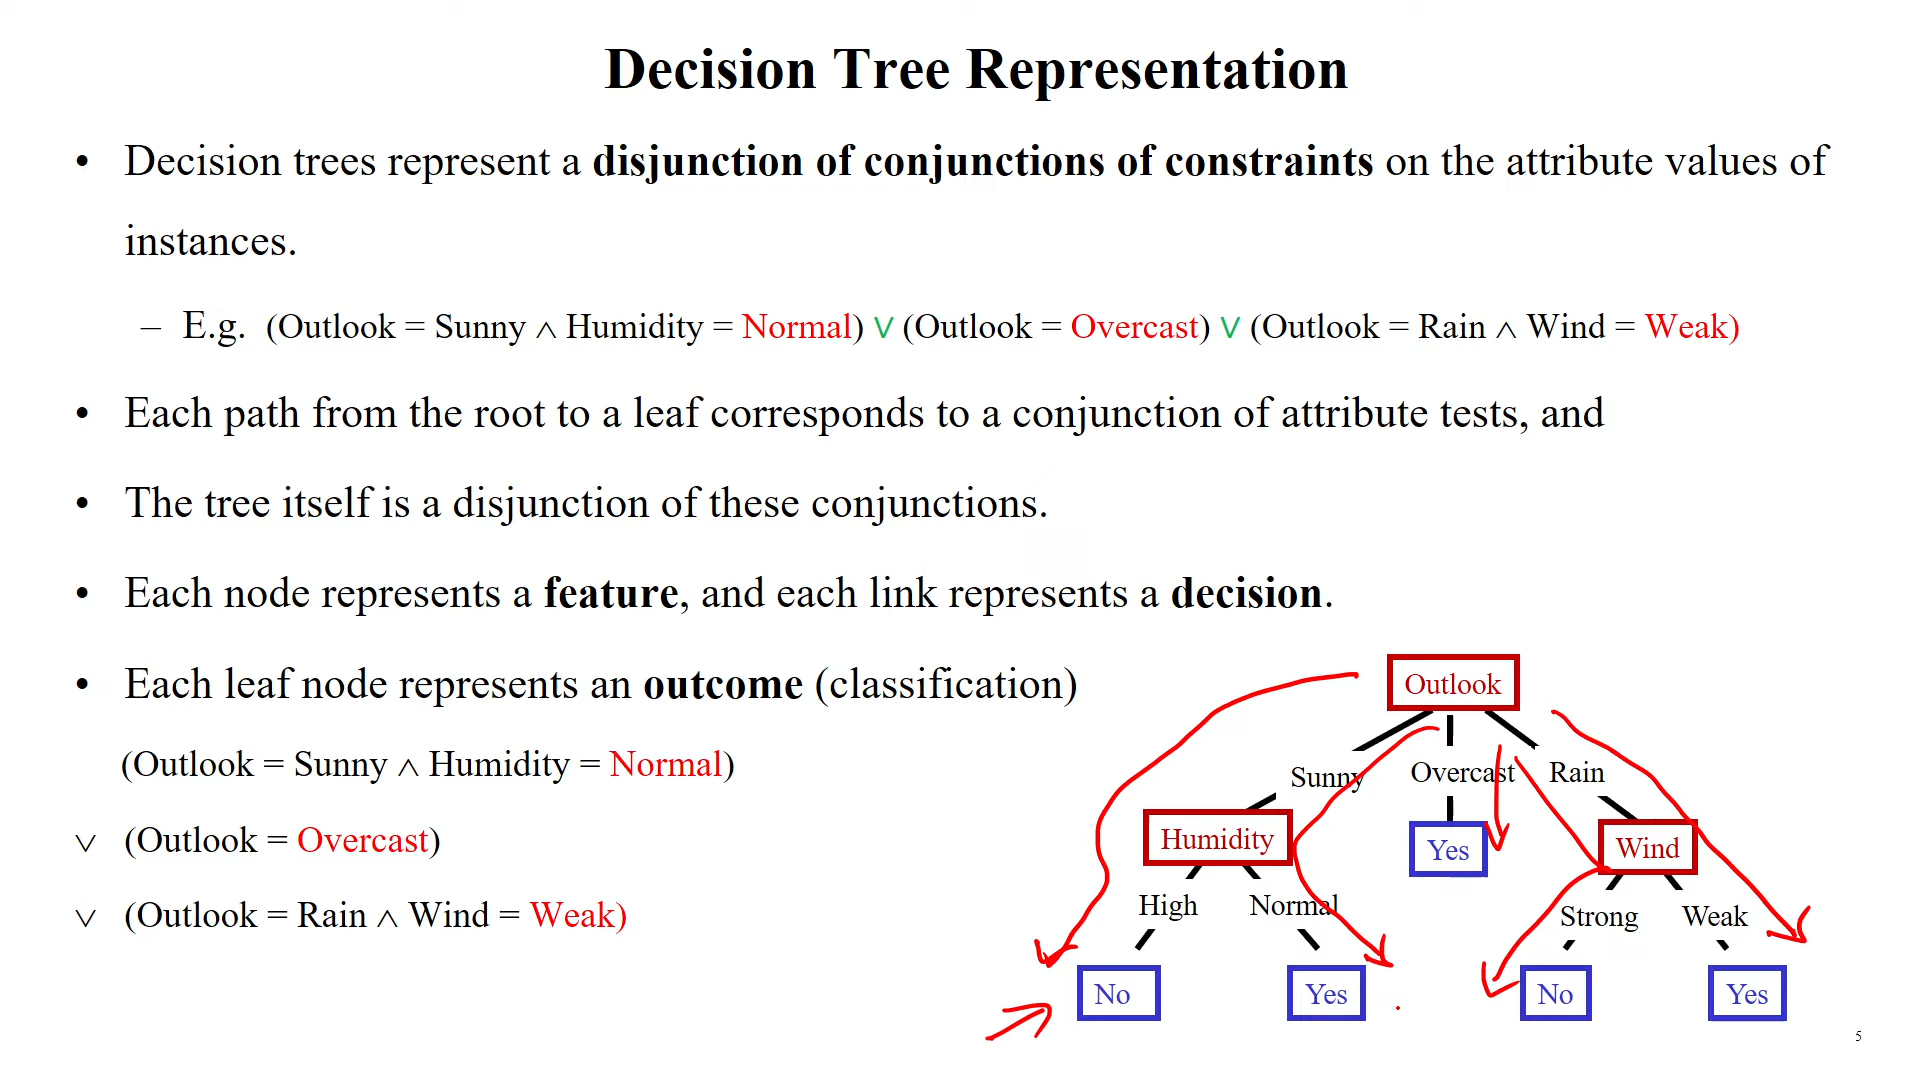 Decision Tree Representation
• Decision trees represent a disjunction of conjunctions of constraints on the attribute values of
instances.
– E.g. (Outlook = Sunny ∧ Humidity = Normal) ∨ (Outlook = Overcast) ∨ (Outlook = Rain ∧ Wind = Weak)
• Each path from the root to a leaf corresponds to a conjunction of attribute tests, and
• The tree itself is a disjunction of these conjunctions.
• Each node represents a feature, and each link represents a decision.
• Each leaf node represents an outcome (classification)
(Outlook = Sunny ∧ Humidity = Normal)
∨ (Outlook = Overcast)
∨ (Outlook = Rain ∧ Wind = Weak)
Outlook
Sunny Overcast Rain
Humidity Yes Wind
High Normal Strong Weak
No Yes No Yes
5